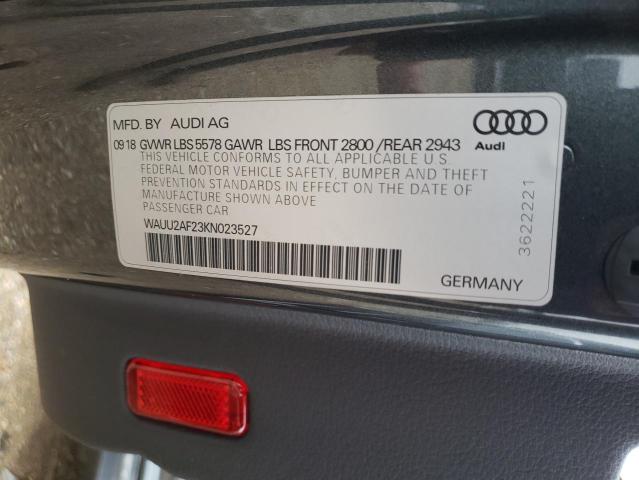 MFD. BY AUDI AG
Audi
09 18 GVWR LBS 5578 GAWR LBS FRONT 2800 /REAR 2943
THIS VEHICLE CONFORMS TO ALL APPLICABLE U.S.
FEDERAL MOTOR VEHICLE SAFETY, BUMPER AND THEFT
PREVENTION STANDARDS IN EFFECT ON THE DATE OF
MANUFACTURE SHOWN ABOVE
PASSENGER CAR
WAUU2AF23KN023527
3622221
GERMANY